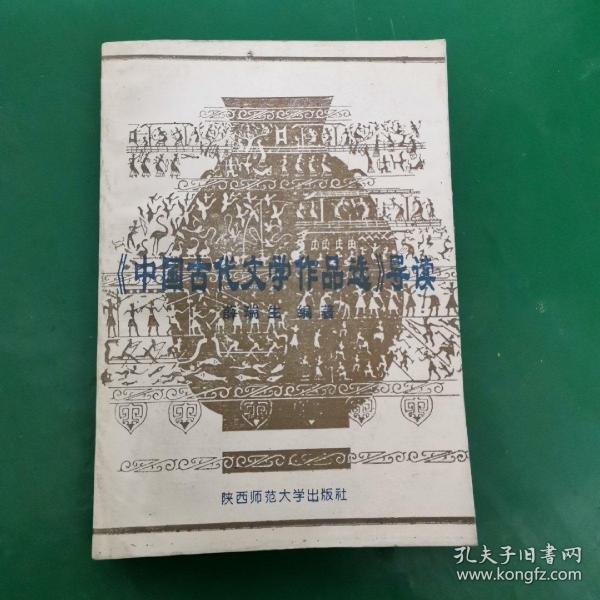 《中国古代文学作品选》导读
薛瑞生 编著
陕西师范大学出版社
孔夫子旧书网
www.kongfz.com